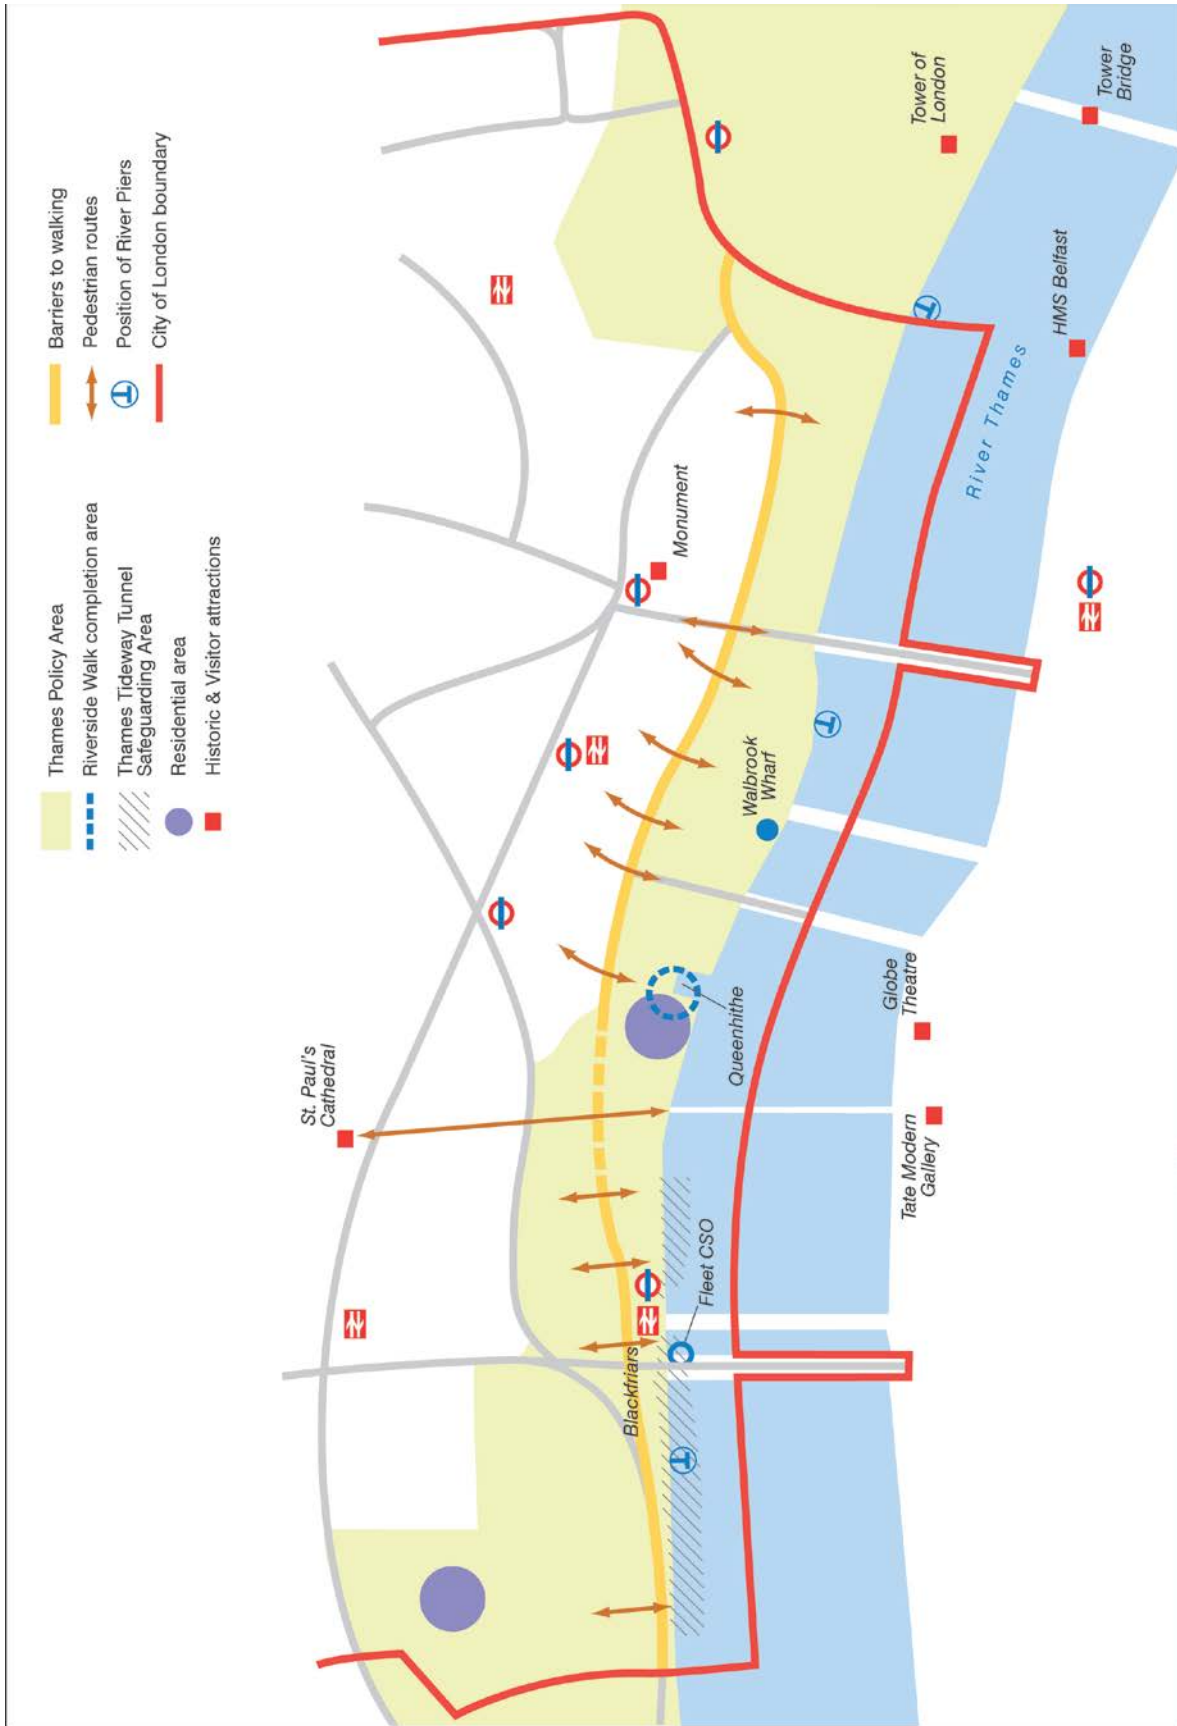 Thames Policy Area
Riverside Walk completion area
Thames Tideway Tunnel
Safeguarding Area
Residential area
Historic & Visitor attractions
Barriers to walking
Pedestrian routes
T
Position of River Piers
City of London boundary
St. Paul's
Cathedral
Monument
Tower of
London
Tower
Bridge
HMS Belfast
River Thames
T
T
T
Walbrook
Wharf
Queenhithe
Globe
Theatre
Tate Modern
Gallery
Fleet CSO
Blackfriars